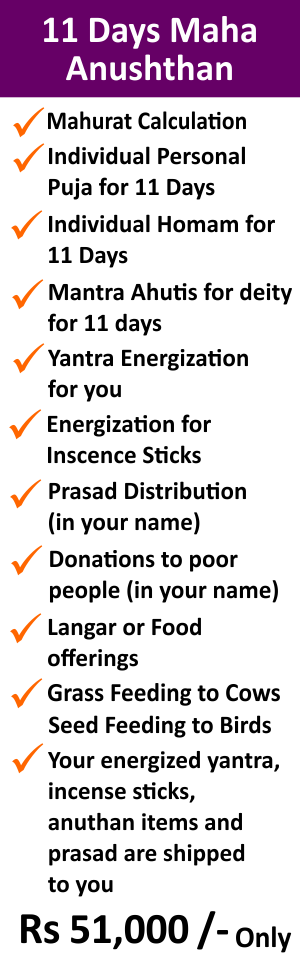 11 Days Maha
Anushthan
Mahurat Calculation
Individual Personal
Puja for 11 Days
Individual Homam for
11 Days
Mantra Ahutis for deity
for 11 days
Yantra Energization
for you
Energization for
Inscence Sticks
Prasad Distribution
(in your name)
Donations to poor
people (in your name)
Langar or Food
offerings
Grass Feeding to Cows
Seed Feeding to Birds
Your energized yantra,
incense sticks,
anuthan items and
prasad are shipped
to you
Rs 51,000 /- Only